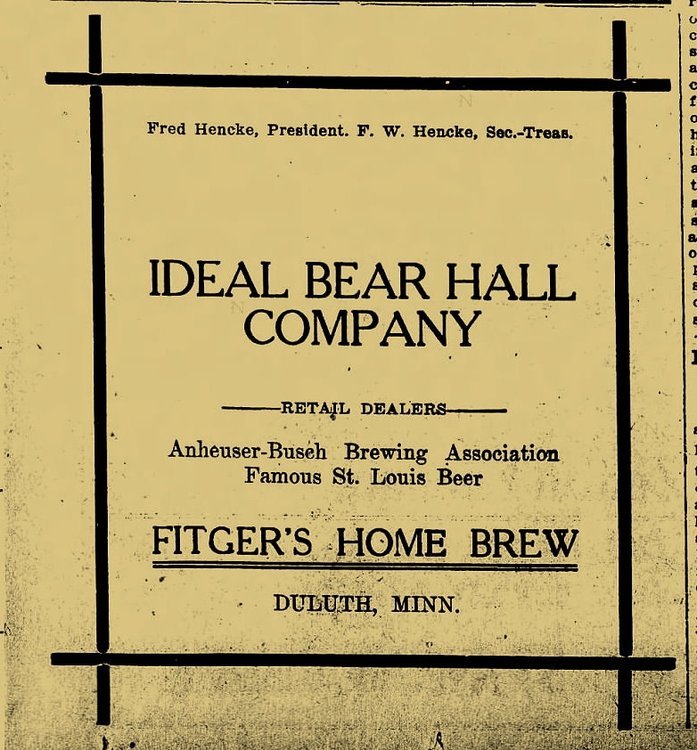 Fred Hencke, President. F. W. Hencke, Sec.-Treas.
IDEAL BEAR HALL
COMPANY
RETAIL DEALERS
Anheuser-Busch Brewing Association
Famous St. Louis Beer
FITGER'S HOME BREW
DULUTH, MINN.